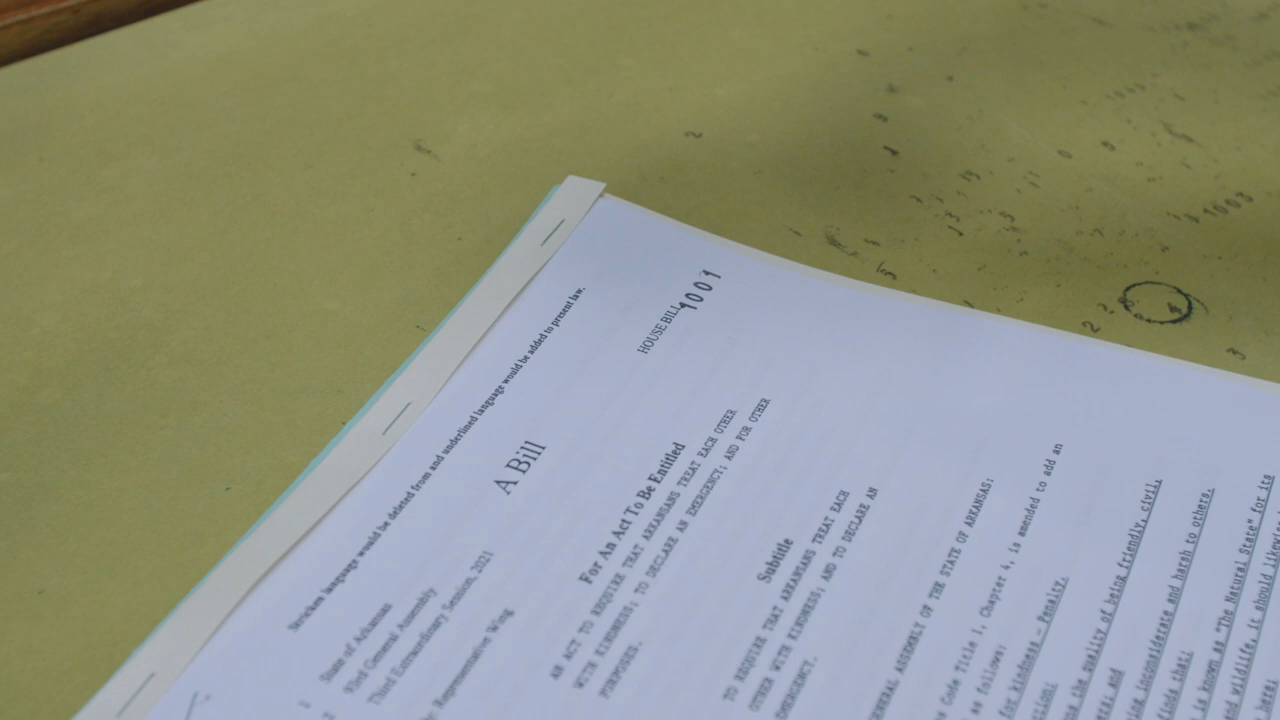 Stricken language would be deleted from and underlined language would be added to present law.
State of Arkansas
93rd General Assembly
A Bill
Third Extraordinary Session, 2021
HOUSE BILL 1001
Representative Wing
For An Act To Be Entitled
AN ACT TO REQUIRE THAT ARKANSANS TREAT EACH OTHER
WITH KINDNESS; TO DECLARE AN EMERGENCY; AND FOR OTHER
PURPOSES.
Subtitle
TO REQUIRE THAT ARKANSANS TREAT EACH
OTHER WITH KINDNESS; AND TO DECLARE AN
EMERGENCY.
ASSEMBLY OF THE STATE OF ARKANSAS:
Code Title 1, Chapter 4, is amended to add an
as follows:
for kindness – Penalty.
the quality of being friendly,
and
inconsiderate and harsh to others.
that:
is known as "The Natural State" for its
wildlife, it should
1003